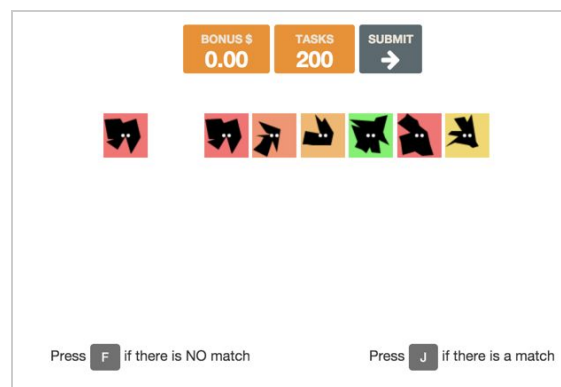 BONUS $ TASKS SUBMIT
0.00 200
Press F if there is NO match Press J if there is a match